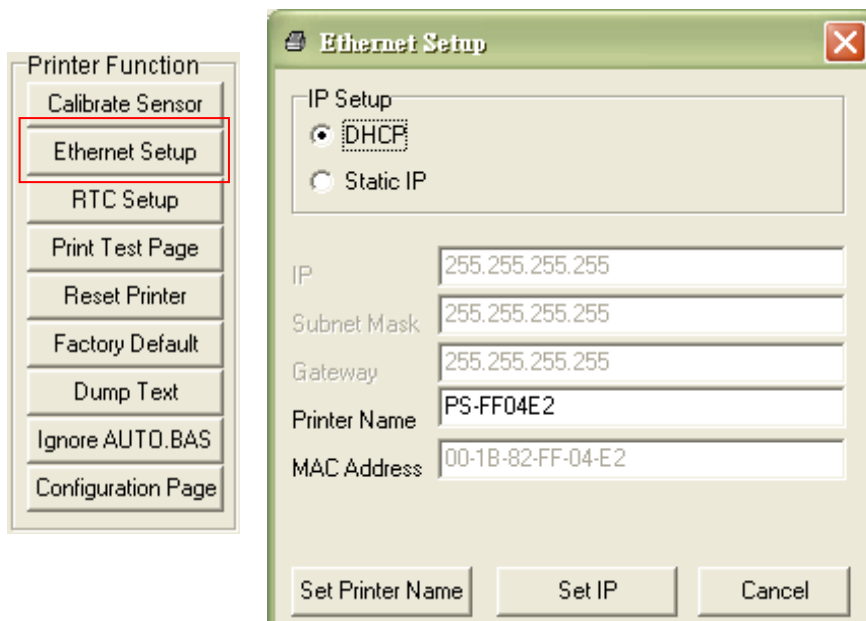 Printer Function
Calibrate Sensor
Ethernet Setup
RTC Setup
Print Test Page
Reset Printer
Factory Default
Dump Text
Ignore AUTO.BAS
Configuration Page
Ethernet Setup
IP Setup
DHCP
Static IP
IP 255.255.255.255
Subnet Mask 255.255.255.255
Gateway 255.255.255.255
Printer Name PS-FF04E2
MAC Address 00-1B-82-FF-04-E2
Set Printer Name Set IP Cancel